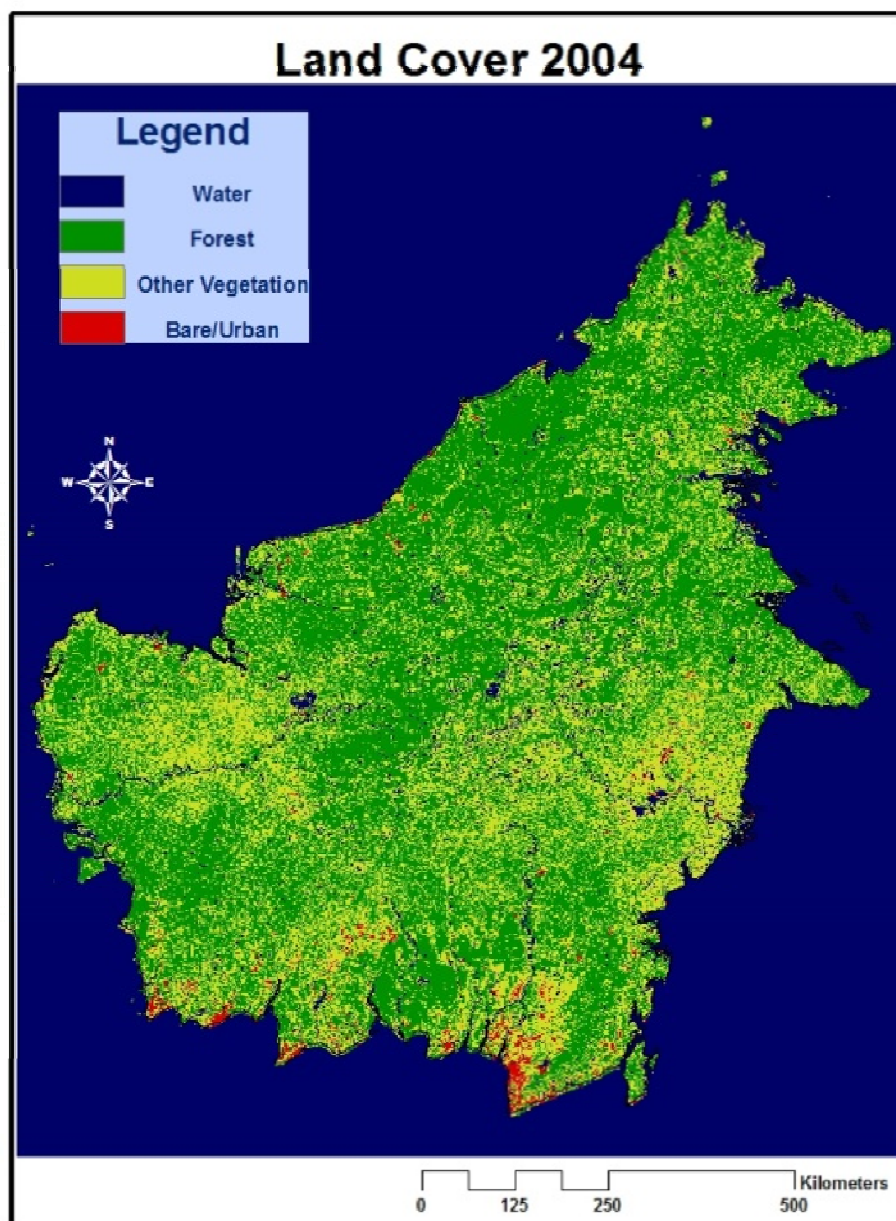 Land Cover 2004
Legend
Water
Forest
Other Vegetation
Bare/Urban
N
W E
S
Kilometers
0 125 250 500